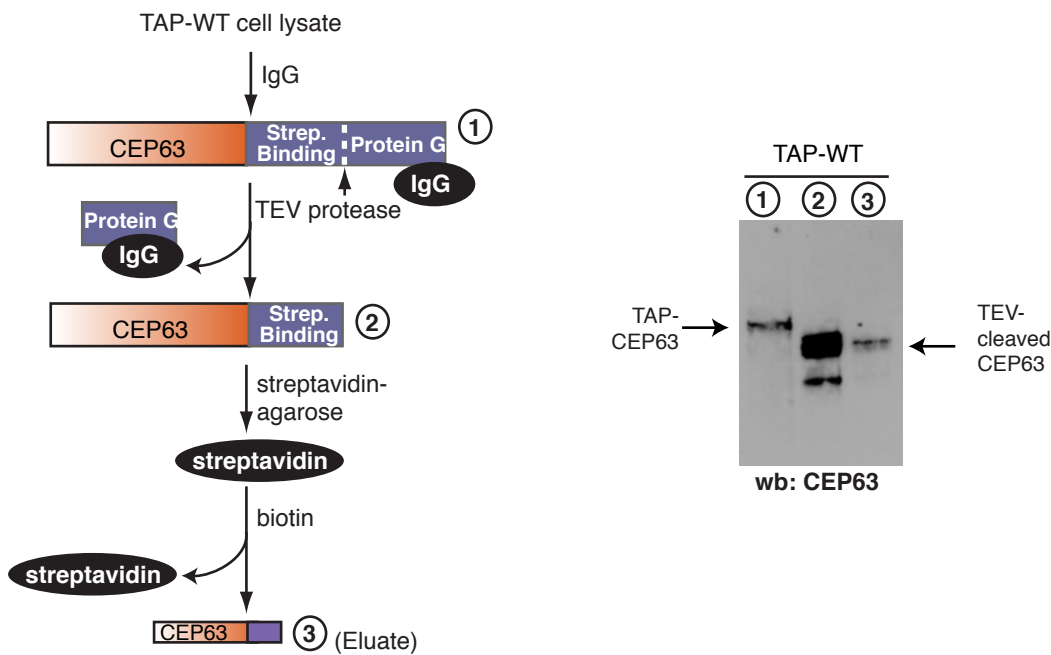 TAP-WT cell lysate
IgG
CEP63
Strep.
Binding
Protein G
1
IgG
TEV protease
Protein G
IgG
CEP63
Strep.
Binding
2
streptavidin-
agarose
streptavidin
biotin
streptavidin
CEP63
3 (Eluate)
TAP-WT
1 2 3
TAP-
CEP63
TEV-
cleaved
CEP63
wb: CEP63